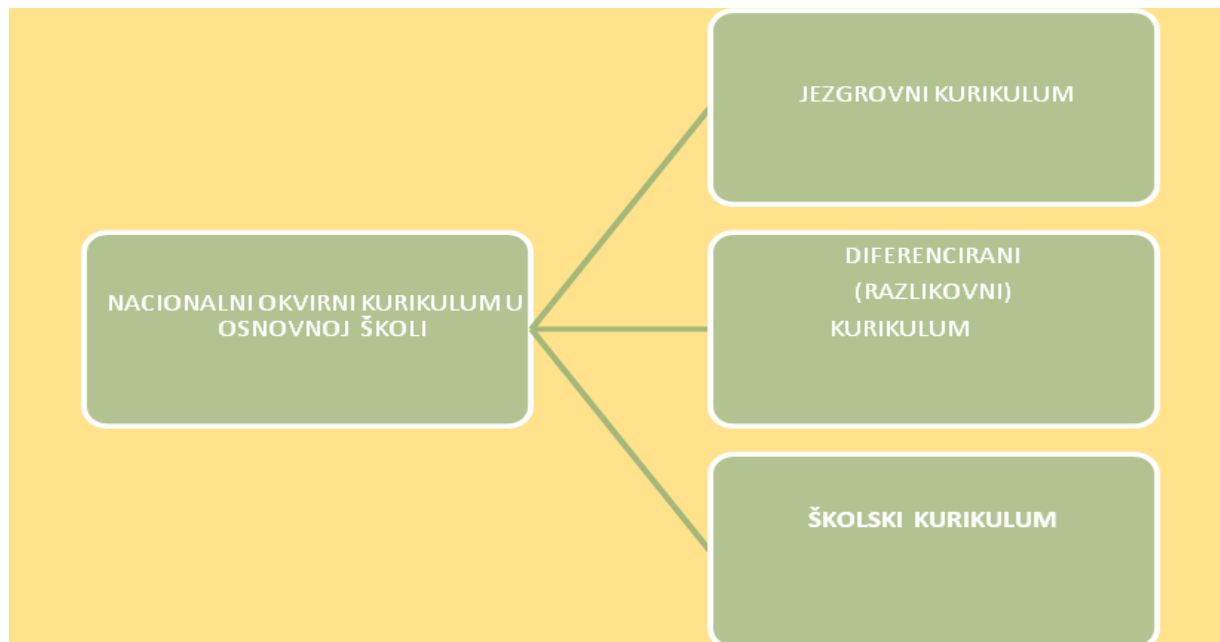 NACIONALNI OKVIRNI KURIKULUM U
OSNOVNOJ ŠKOLI
JEZGROVNI KURIKULUM
DIFERENCIRANI
(RAZLIKOVNI)
KURIKULUM
ŠKOLSKI KURIKULUM